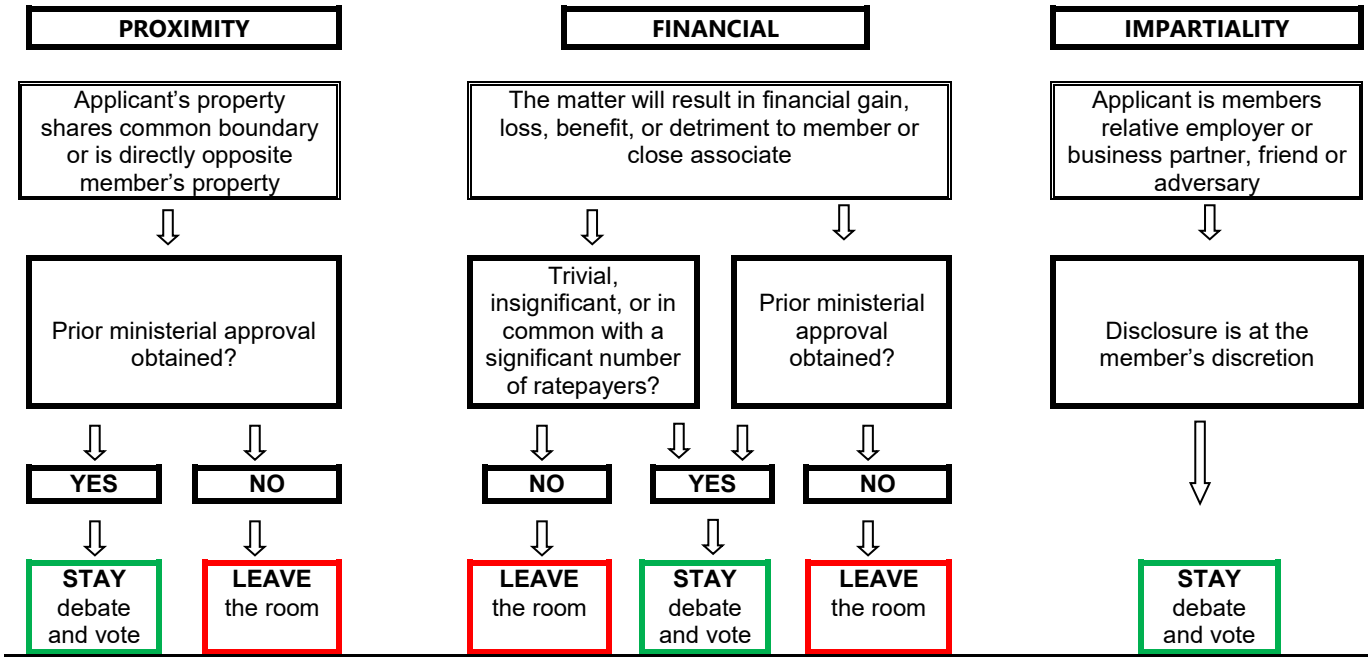 PROXIMITY
FINANCIAL
IMPARTIALITY
Applicant's property
shares common boundary
or is directly opposite
member's property
The matter will result in financial gain,
loss, benefit, or detriment to member or
close associate
Applicant is members
relative employer or
business partner, friend or
adversary
Prior ministerial approval
obtained?
Trivial,
insignificant, or in
common with a
significant number
of ratepayers?
Prior ministerial
approval
obtained?
Disclosure is at the
member's discretion
YES
NO
NO
YES
NO
STAY
debate
and vote
LEAVE
the room
LEAVE
the room
STAY
debate
and vote
LEAVE
the room
STAY
debate
and vote